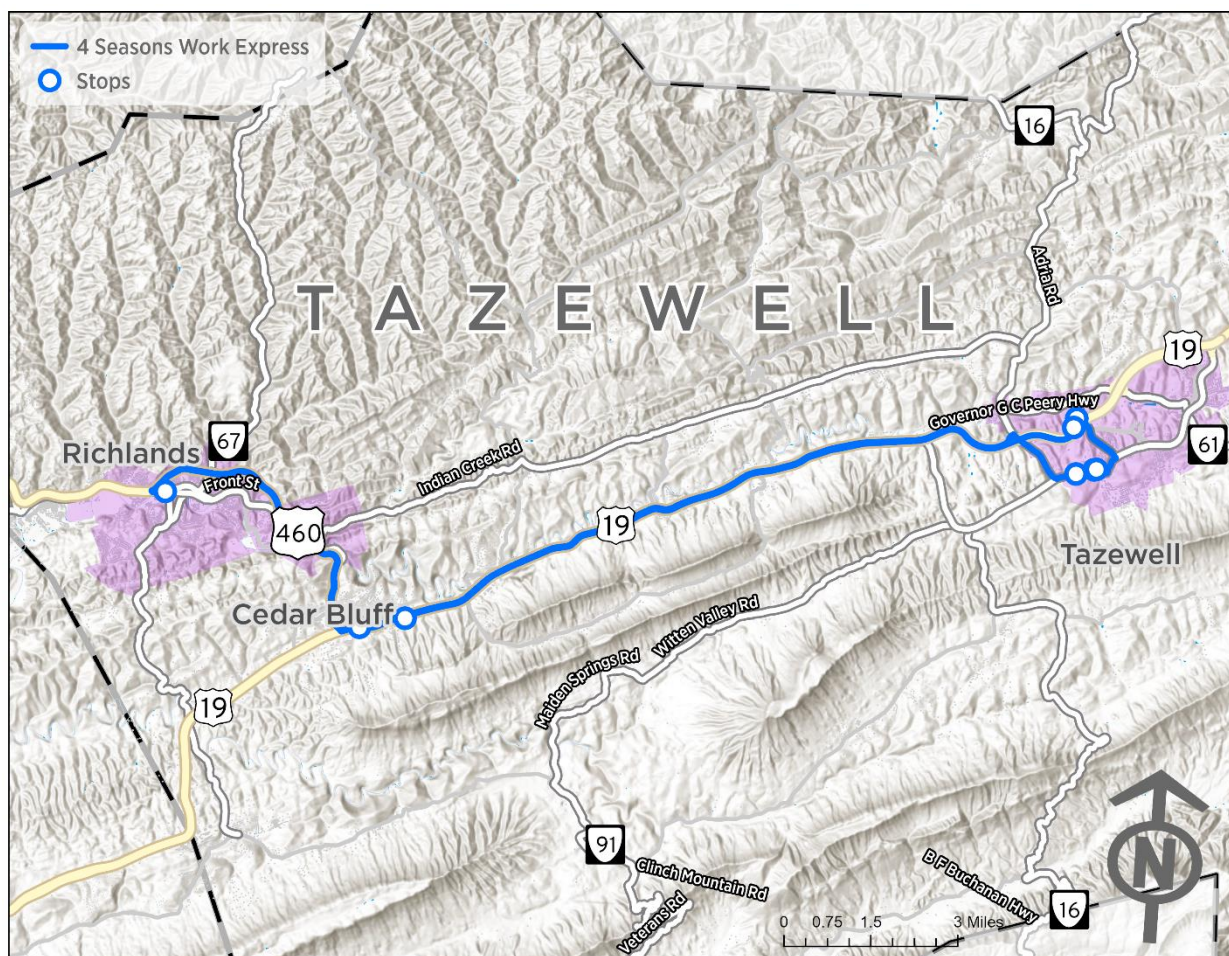 4 Seasons Work Express
Stops
16
Adria Rd
TAZEWELL
19
Governor G C Peery Hwy
67
Richlands
Front St
61
Indian Creek Rd
460
19
Tazewell
Cedar Bluff
Witten Valley Rd
Maiden Springs Rd
19
91
Clinch Mountain Rd
B F Buchanan Hwy
Veterans Rd
16
0 0.75 1.5 3 Miles
N